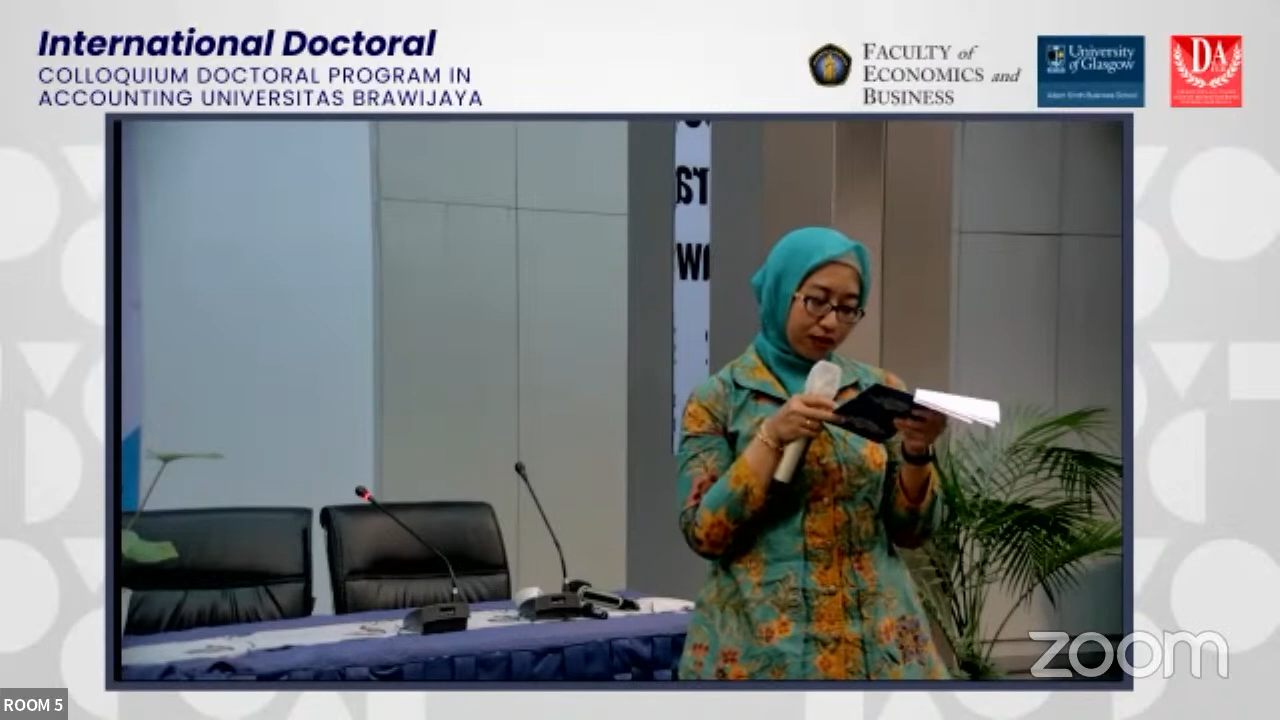 International Doctoral
COLLOQUIUM DOCTORAL PROGRAM IN
ACCOUNTING UNIVERSITAS BRAWIJAYA
FACULTY of
ECONOMICS and
BUSINESS
University
of Glasgow
Adam Smith Business School
DA
zoom
ROOM 5